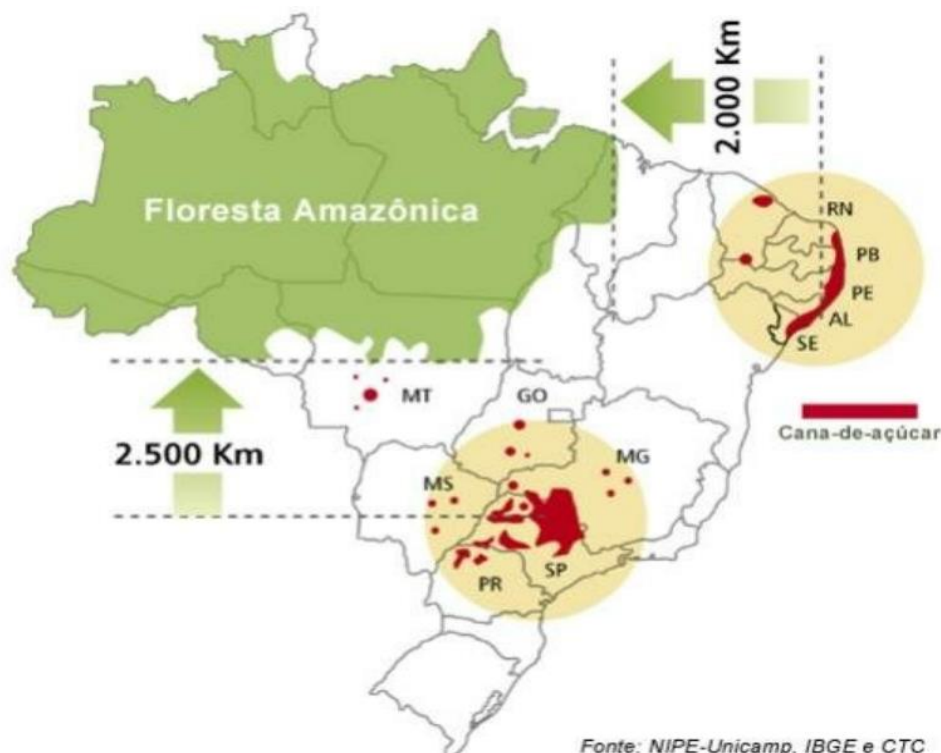 2.000 Km
Floresta Amazônica
RN
PB
PE
AL
SE
MT
GO
Cana-de-açúcar
2.500 Km
MG
MS
SP
PR
Fonte: NIPE-Unicamp, IBGE e CTC